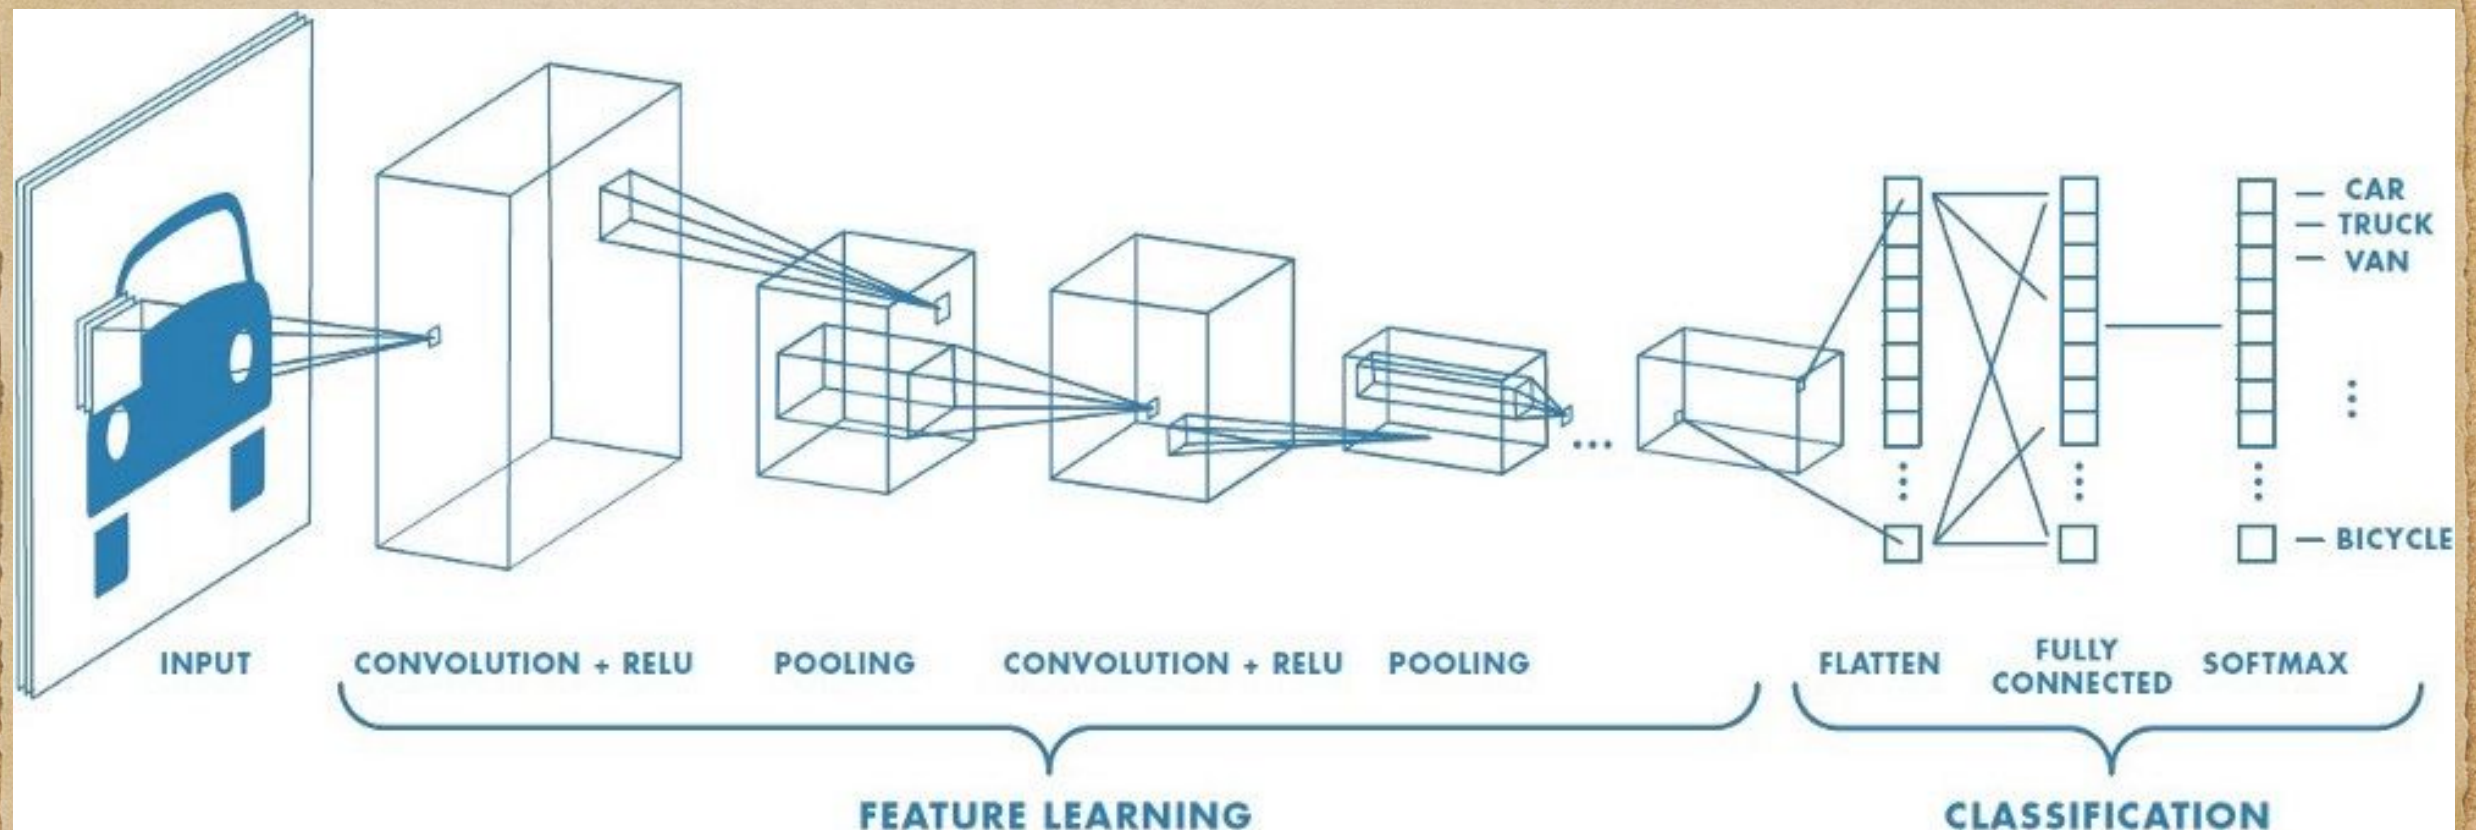 CAR
TRUCK
VAN
BICYCLE
INPUT
CONVOLUTION + RELU
POOLING
CONVOLUTION + RELU
POOLING
FLATTEN
FULLY
CONNECTED
SOFTMAX
FEATURE LEARNING
CLASSIFICATION